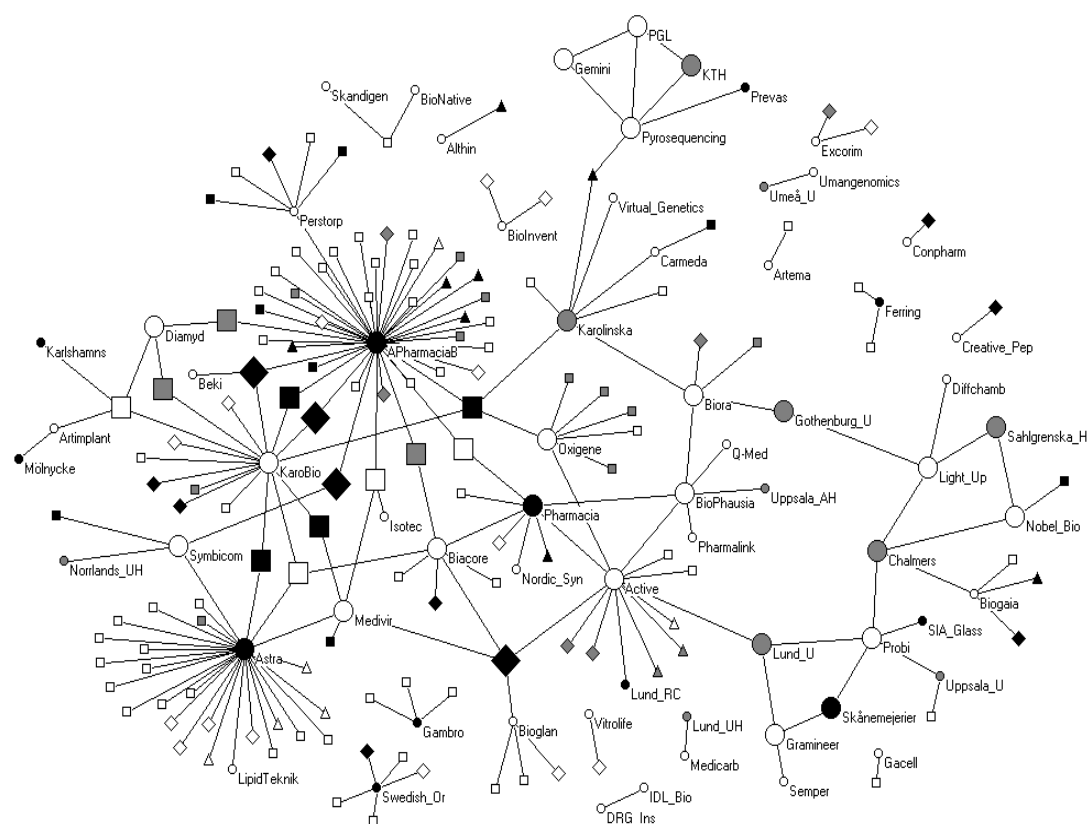 PGL
Gemini
KTH
Skandigen
BioNative
Prevas
Althin
Pyrosequencing
Excorim
Umangenomics
Umeå_U
Virtual_Genetics
Perstorp
BioInvent
Conpharm
Carmeda
Artema
Ferring
Karolinska
Diamyd
Creative_Pep
Karlshamns
APharmaciaB
Beki
Diffchamb
Biora
Gothenburg_U
Artimplant
Sahlgrenska_H
Oxigene
Q-Med
Mölnycke
KaroBio
Light_Up
BioPhausia
Uppsala_AH
Pharmacia
Isotec
Nobel_Bio
Pharmalink
Symbicom
Biacore
Chalmers
Norrlands_UH
Nordic_Syn
Active
Biogaia
Medivir
SIA_Glass
Astra
Lund_U
Probi
Uppsala_U
Lund_RC
Skånemejerier
Gambro
Bioglan
Vitrolife
Lund_UH
Gramineer
Medicarb
Gacell
LipidTeknik
Semper
Swedish_Or
IDL_Bio
DRG_Ins